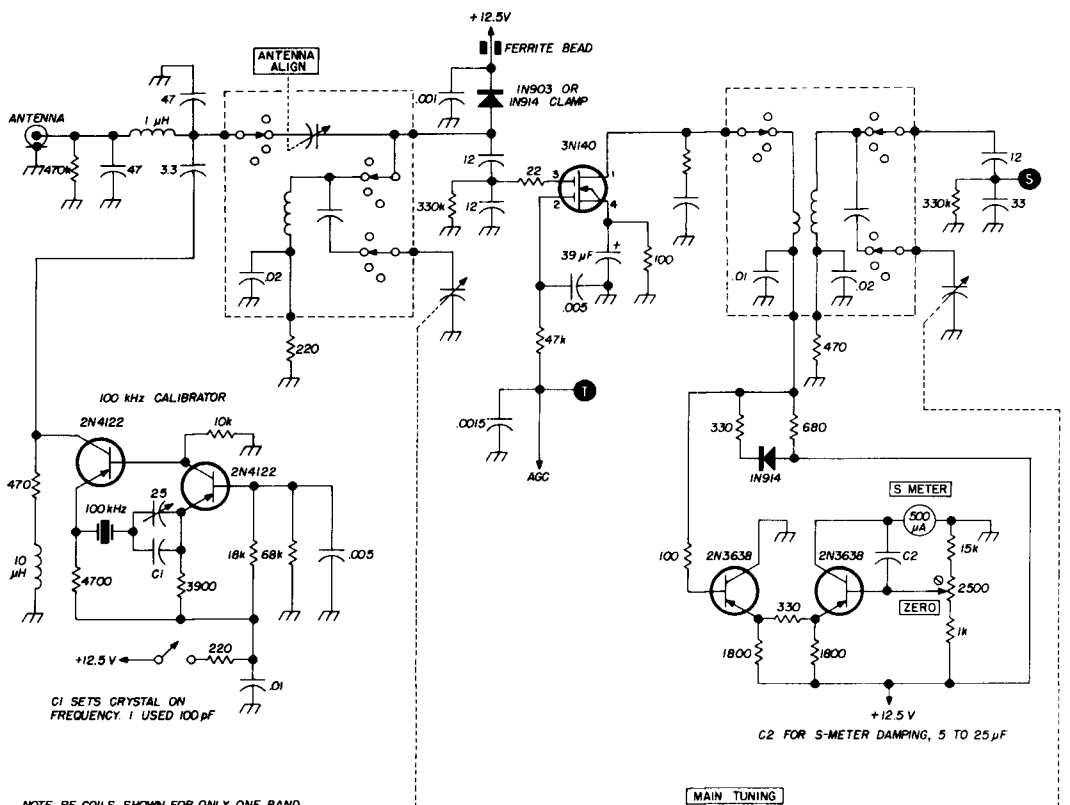 +12.5V
FERRITE BEAD
ANTENNA
ALIGN
.001
1N903 OR
1N914 CLAMP
47
ANTENNA
1 µH
470k
47
3.3
12
22
3N140
3
1
2
4
330k
12
39 µF
+
100
.005
.02
220
47k
T
.0015
AGC
.01
.02
470
12
330k
33
S
100 kHz CALIBRATOR
2N4122
10k
2N4122
470
25
100kHz
C1
18k
68k
.005
10
µH
4700
3900
+12.5 V
220
.01
C1 SETS CRYSTAL ON
FREQUENCY. I USED 100 pF
330
680
1N914
S METER
500
µA
100
2N3638
2N3638
C2
15k
2500
330
ZERO
1k
1800
1800
+12.5 V
C2 FOR S-METER DAMPING, 5 TO 25 µF
MAIN TUNING
NOTE: RF COILS SHOWN FOR ONLY ONE BAND